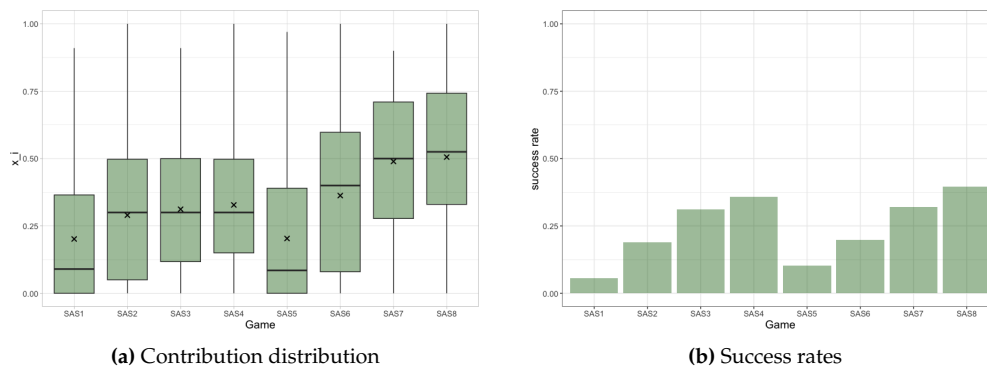 1.00
0.75
0.50
0.25
0.00
x_i
SAS1 SAS2 SAS3 SAS4 SAS5 SAS6 SAS7 SAS8
Game
(a) Contribution distribution
1.00
0.75
0.50
0.25
0.00
success rate
SAS1 SAS2 SAS3 SAS4 SAS5 SAS6 SAS7 SAS8
Game
(b) Success rates